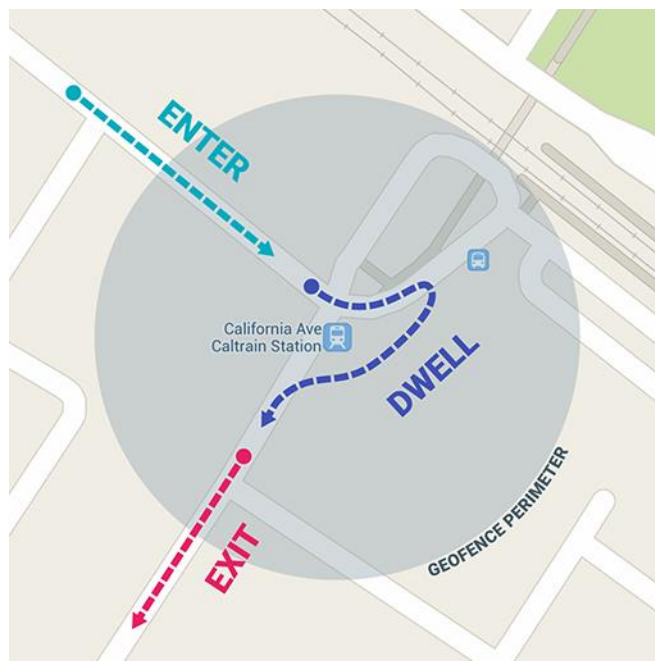 ENTER
California Ave
Caltrain Station
DWELL
GEOFENCE PERIMETER
EXIT